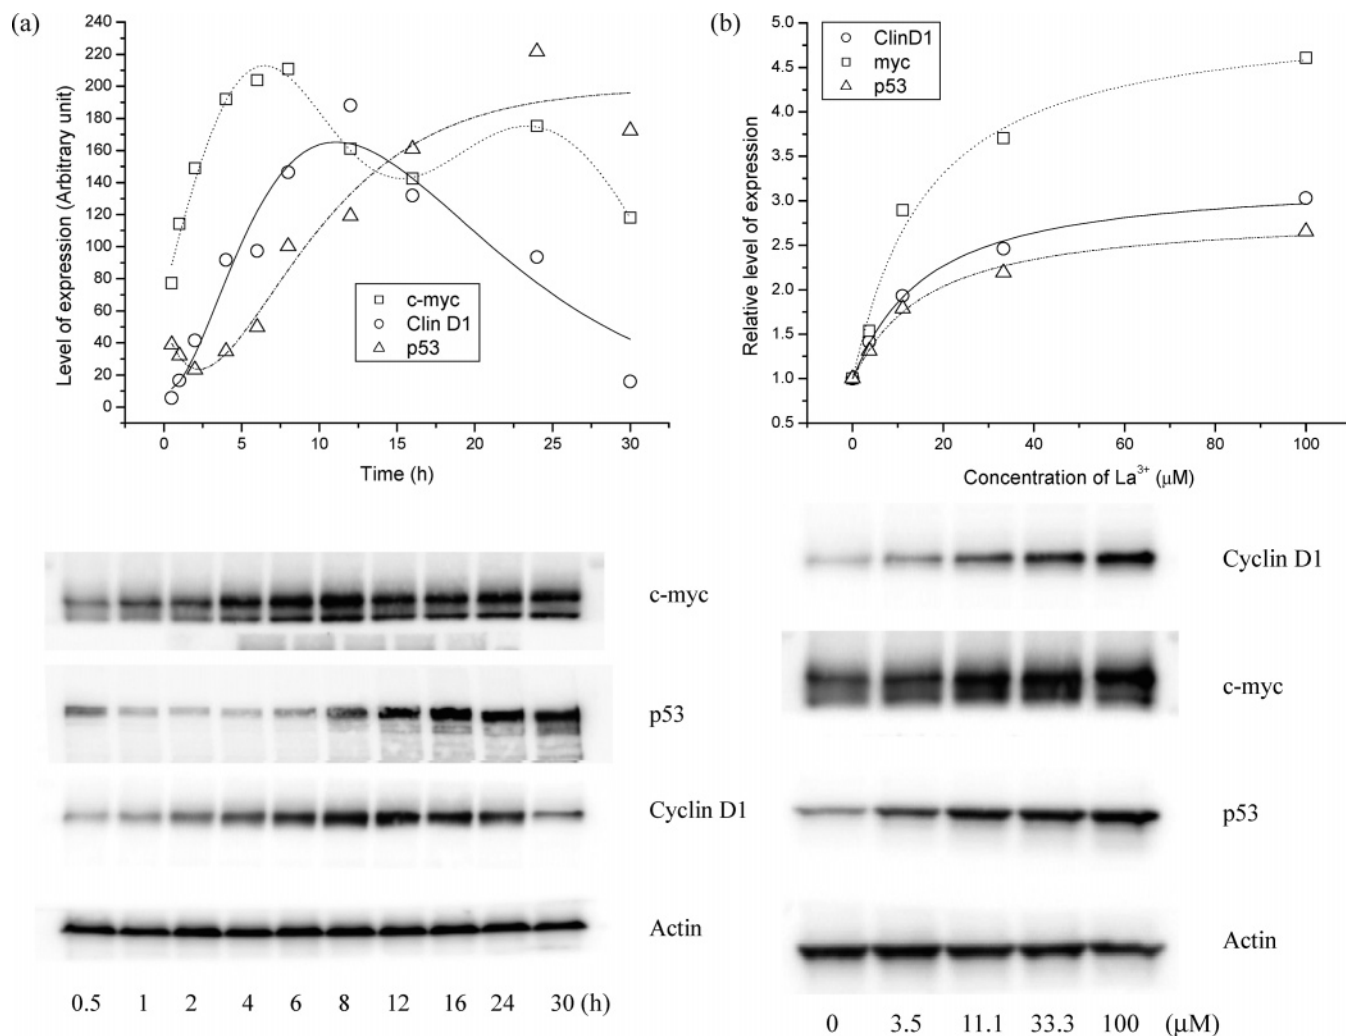 (a)
240
220
200
180
160
140
120
100
80
60
40
20
0
Level of expression (Arbitrary unit)
c-myc
Clin D1
p53
0 5 10 15 20 25 30
Time (h)
(b)
5.0
4.5
4.0
3.5
3.0
2.5
2.0
1.5
1.0
0.5
Relative level of expression
ClinD1
myc
p53
0 20 40 60 80 100
Concentration of La³⁺ (μM)
c-myc
p53
Cyclin D1
Actin
0.5 1 2 4 6 8 12 16 24 30 (h)
Cyclin D1
c-myc
p53
Actin
0 3.5 11.1 33.3 100 (μM)